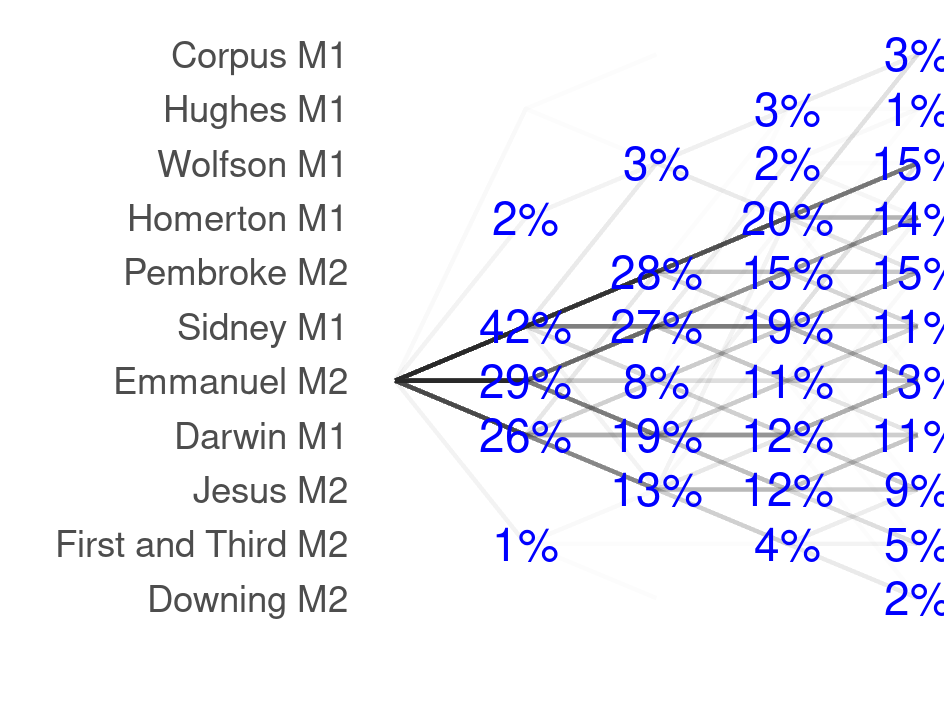 Corpus M1 3%
Hughes M1 3% 1%
Wolfson M1 3% 2% 15%
Homerton M1 2% 20% 14%
Pembroke M2 28% 15% 15%
Sidney M1 42% 27% 19% 11%
Emmanuel M2 29% 8% 11% 13%
Darwin M1 26% 19% 12% 11%
Jesus M2 13% 12% 9%
First and Third M2 1% 4% 5%
Downing M2 2%